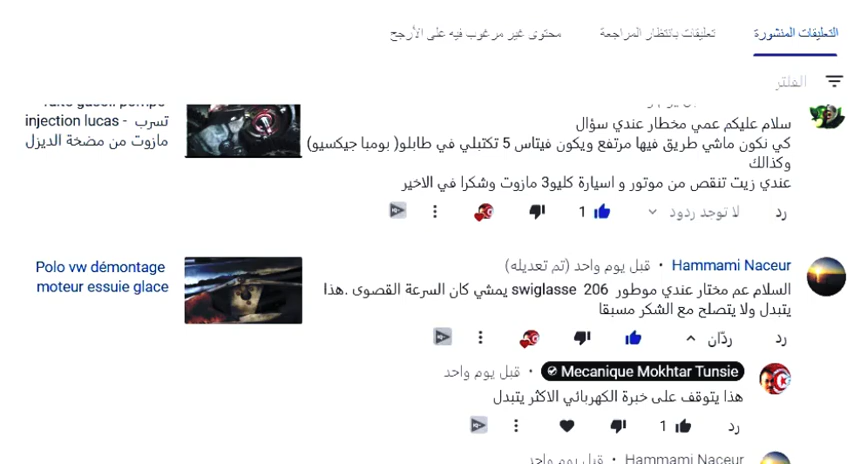 التعليقات المنشورة
تعليقات بانتظار المراجعة
محتوى غير مرغوب فيه على الأرجح
الفلتر
injection lucas - تسرب
مازوت من مضخة الديزل
سلام عليكم عمي مخطار عندي سؤال
كي نكون ماشي طريق فيها مرتفع ويكون فيتاس 5 تكتبلي في طابلو( بومبا جيكسيو)
وكذالك
عندي زيت تنقص من موتور و اسيارة كليو3 مازوت وشكرا في الاخير
رد
لا توجد ردود
1
Polo vw démontage
moteur essuie glace
Hammami Naceur • قبل يوم واحد (تم تعديله)
السلام عم مختار عندي موطور 206 swiglasse يمشي كان السرعة القصوى .هذا
يتبدل ولا يتصلح مع الشكر مسبقا
رد
ردّان
Mecanique Mokhtar Tunsie • قبل يوم واحد
هذا يتوقف على خبرة الكهربائي الاكثر يتبدل
رد
1
Hammami Naceur • قبل يوم واحد